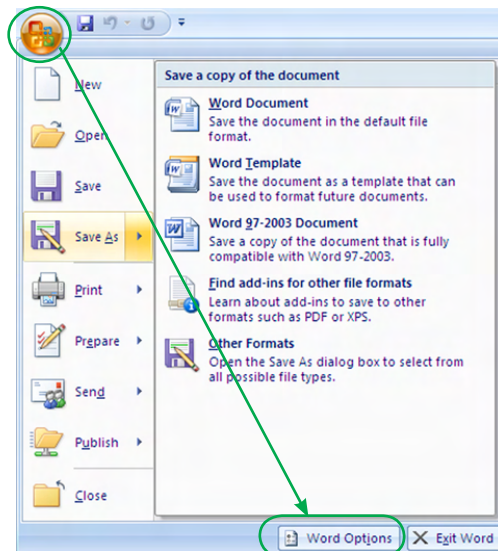 New
Open
Save
Save As
Print
Prepare
Send
Publish
Close
Save a copy of the document
Word Document
Save the document in the default file
format.
Word Template
Save the document as a template that can
be used to format future documents.
Word 97-2003 Document
Save a copy of the document that is fully
compatible with Word 97-2003.
Find add-ins for other file formats
Learn about add-ins to save to other
formats such as PDF or XPS.
Other Formats
Open the Save As dialog box to select from
all possible file types.
Word Options
Exit Word